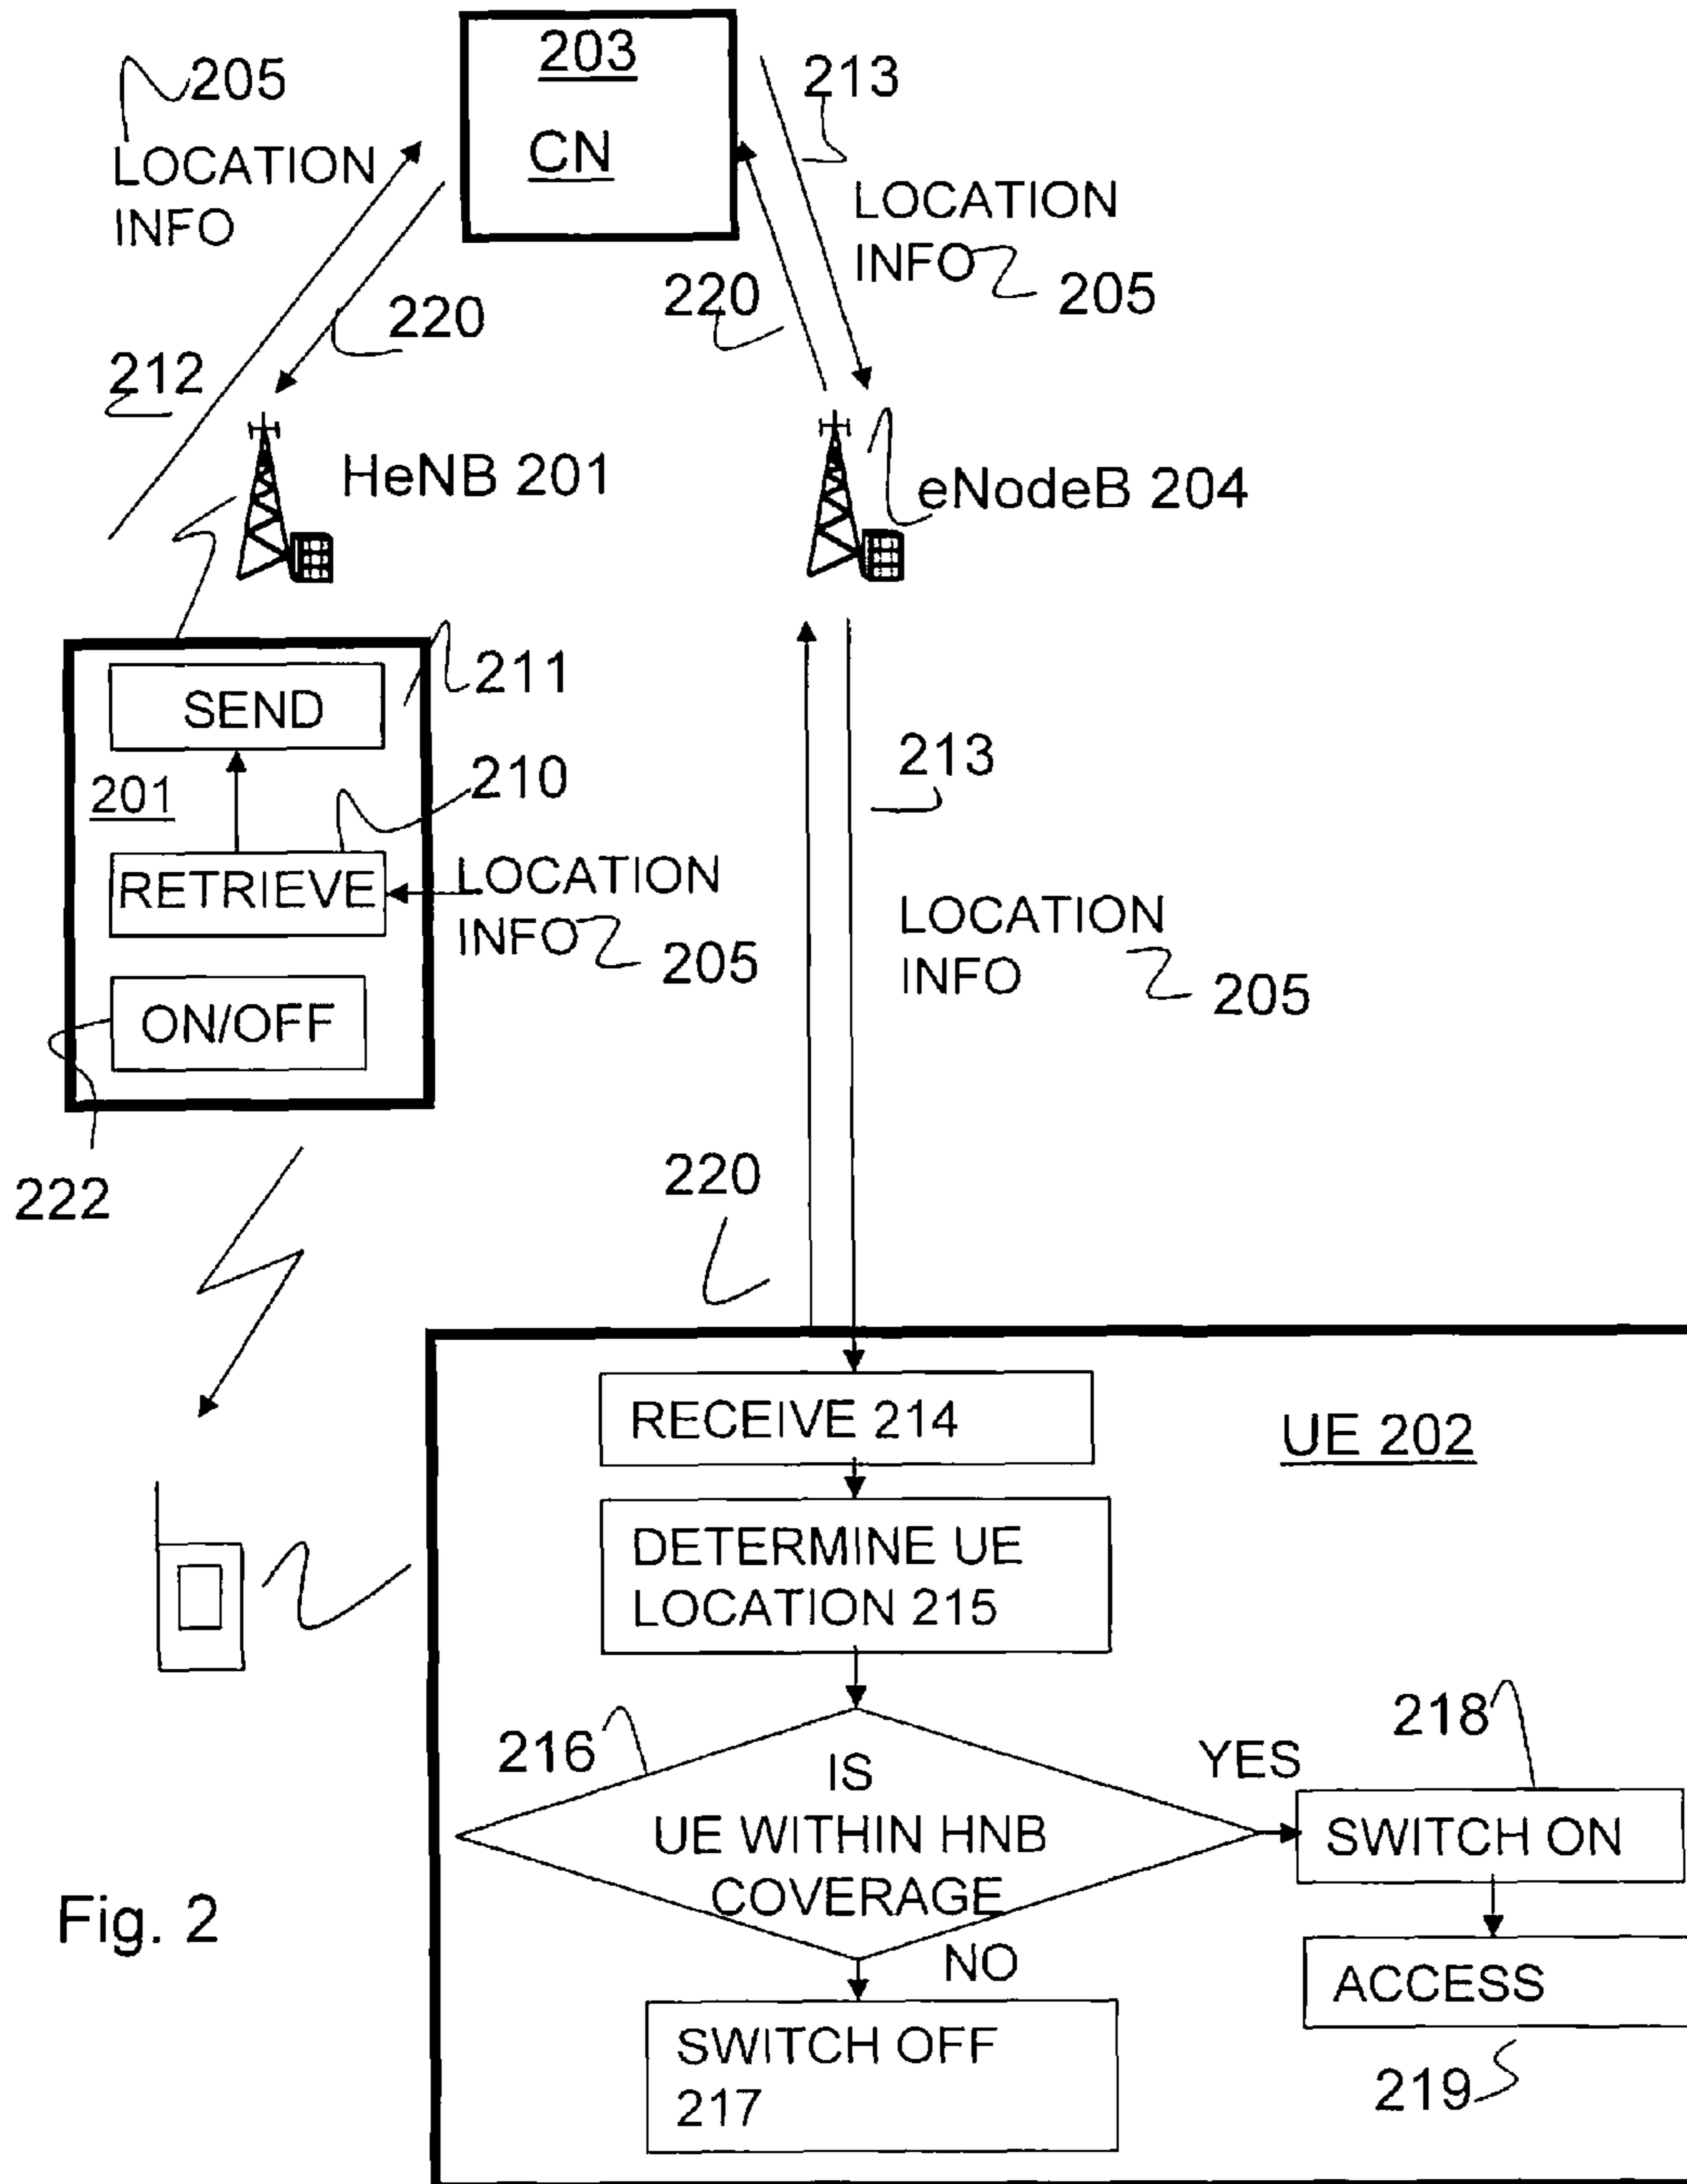 203
CN
205
LOCATION
INFO
213
LOCATION
INFO
205
220
220
212
HeNB 201
eNodeB 204
SEND
211
201
210
RETRIEVE
LOCATION
INFO
205
ON/OFF
222
213
LOCATION
INFO
205
220
RECEIVE 214
UE 202
DETERMINE UE
LOCATION 215
216
IS
UE WITHIN HNB
COVERAGE
YES
218
SWITCH ON
NO
ACCESS
219
SWITCH OFF
217
Fig. 2